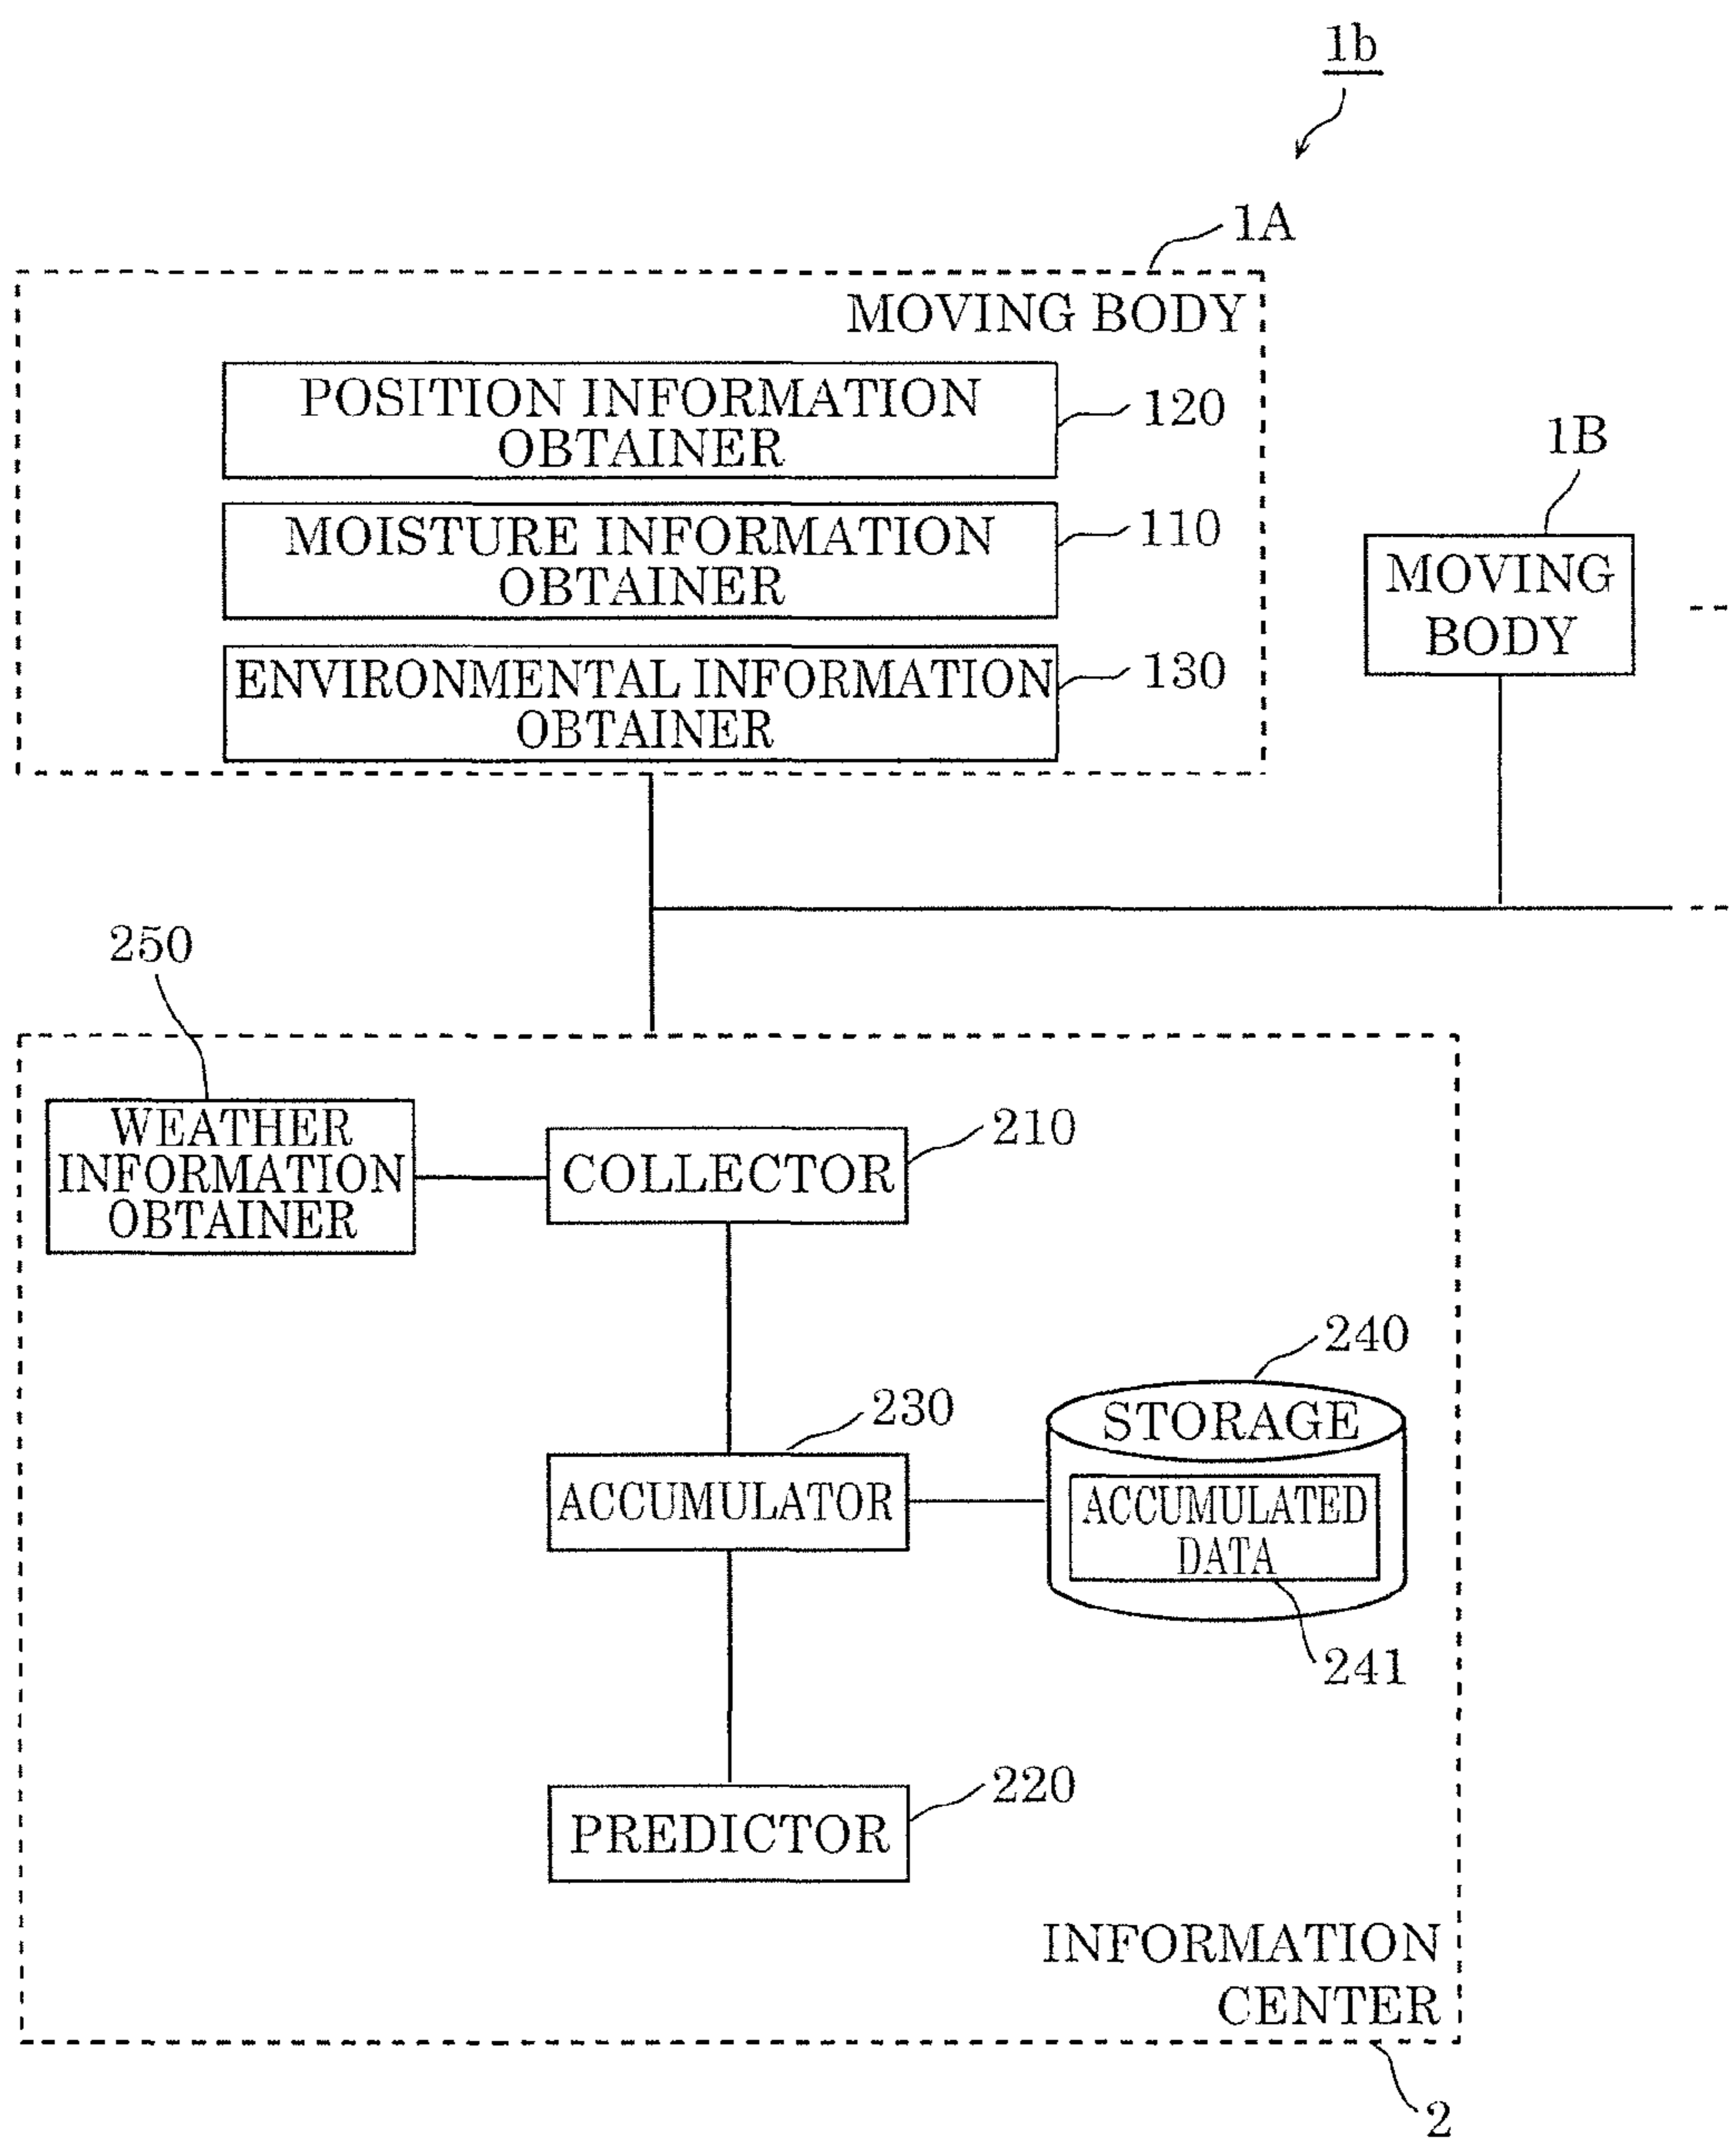 1b
1A
MOVING BODY
POSITION INFORMATION
OBTAINER
120
MOISTURE INFORMATION
OBTAINER
110
ENVIRONMENTAL INFORMATION
OBTAINER
130
1B
MOVING
BODY
250
WEATHER
INFORMATION
OBTAINER
210
COLLECTOR
240
STORAGE
230
ACCUMULATOR
ACCUMULATED
DATA
241
220
PREDICTOR
INFORMATION
CENTER
2